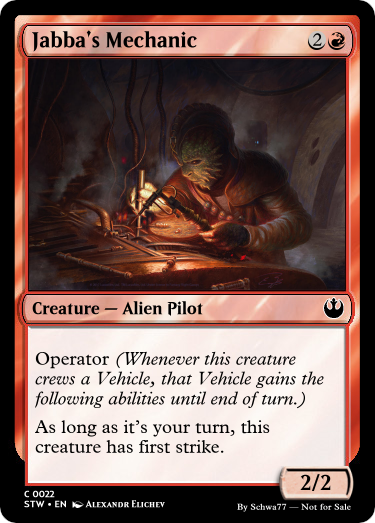 Jabba's Mechanic 2
Creature — Alien Pilot
Operator (Whenever this creature
crews a Vehicle, that Vehicle gains the
following abilities until end of turn.)
As long as it's your turn, this
creature has first strike.
2/2
C 0022
STW • EN Alexandr Elichev
By Schwa77 — Not for Sale